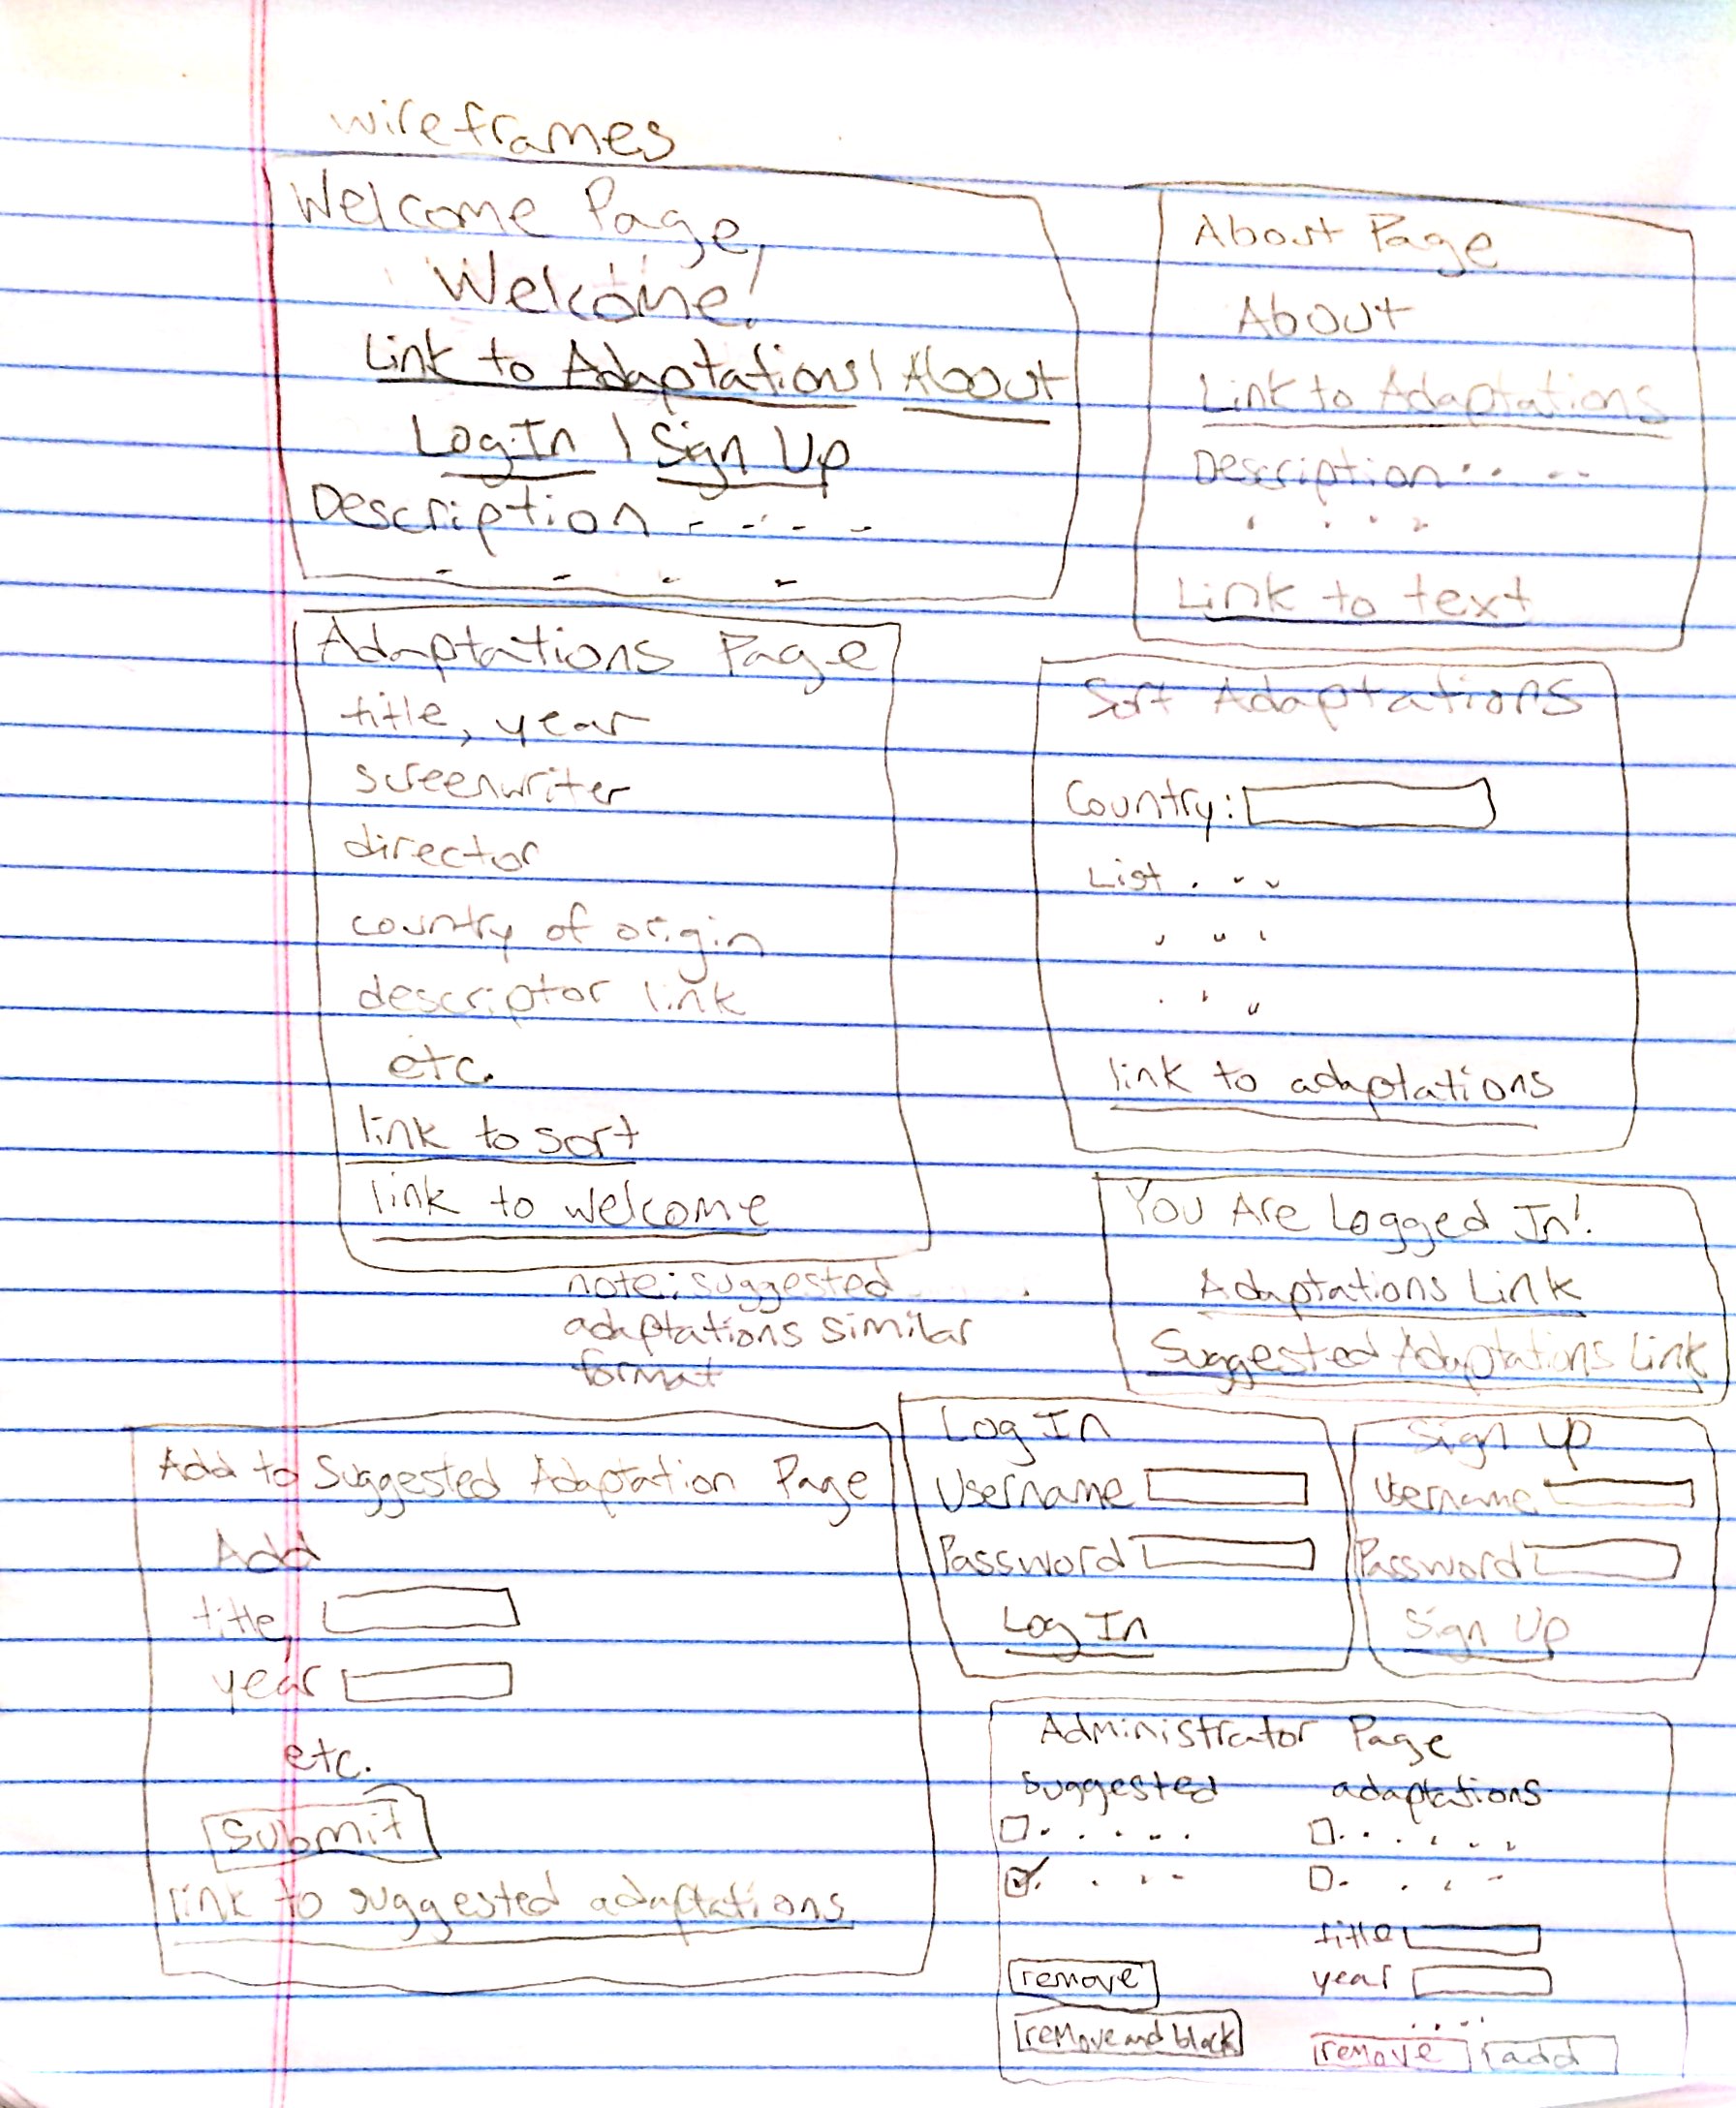 wireframes
Welcome Page
Welcome!
Link to Adaptations | About
Log In | Sign Up
Description - - - -
About Page
About
Link to Adaptations
Description . . . .
Link to text
Adaptations Page
title, year
screenwriter
director
country of origin
descriptor link
etc.
link to sort
link to welcome
note: suggested
adaptations similar
format
Sort Adaptations
Country:
List . . .
link to adaptations
You Are Logged In!
Adaptations Link
Suggested Adaptations Link
Add to Suggested Adaptation Page
Add
title
year
etc.
Submit
link to suggested adaptations
Log In
Username
Password
Log In
Sign Up
Username
Password
Sign Up
Administrator Page
suggested adaptations
title
year
remove
remove and block
remove add